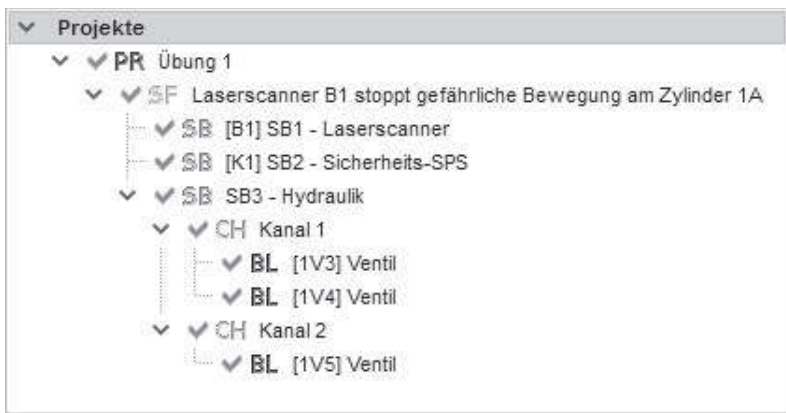 Projekte
PR Übung 1
SF Laserscanner B1 stoppt gefährliche Bewegung am Zylinder 1A
SB [B1] SB1 - Laserscanner
SB [K1] SB2 - Sicherheits-SPS
SB SB3 - Hydraulik
CH Kanal 1
BL [1V3] Ventil
BL [1V4] Ventil
CH Kanal 2
BL [1V5] Ventil